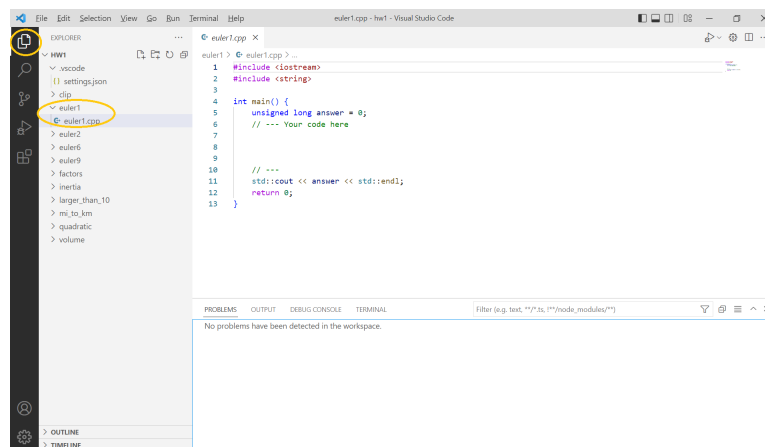 File Edit Selection View Go Run Terminal Help
euler1.cpp - hw1 - Visual Studio Code
EXPLORER
HW1
.vscode
{} settings.json
clip
euler1
euler1.cpp
euler2
euler6
euler9
factors
inertia
larger_than_10
mi_to_km
quadratic
volume
OUTLINE
TIMELINE
euler1.cpp
euler1 > euler1.cpp > ...
1 #include <iostream>
2 #include <string>
3
4 int main() {
5 unsigned long answer = 0;
6 // --- Your code here
7
8
9
10 // ---
11 std::cout << answer << std::endl;
12 return 0;
13 }
PROBLEMS OUTPUT DEBUG CONSOLE TERMINAL
Filter (e.g. text, **/*.ts, !**/node_modules/**)
No problems have been detected in the workspace.